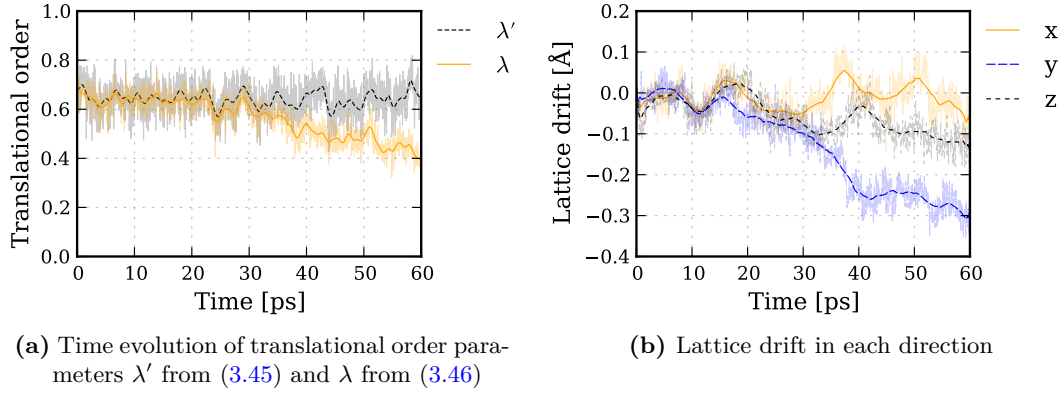 Translational order
1.0
0.8
0.6
0.4
0.2
0.0
0 10 20 30 40 50 60
Time [ps]
λ′
λ
Lattice drift [Å]
0.2
0.1
0.0
−0.1
−0.2
−0.3
−0.4
0 10 20 30 40 50 60
Time [ps]
x
y
z
(a) Time evolution of translational order para-
meters λ′ from (3.45) and λ from (3.46)
(b) Lattice drift in each direction